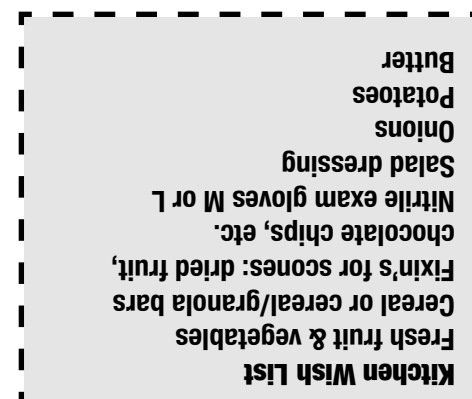 Kitchen Wish List
Fresh fruit & vegetables
Cereal or cereal/granola bars
Fixin's for scones: dried fruit,
chocolate chips, etc.
Nitrile exam gloves M or L
Salad dressing
Onions
Potatoes
Butter